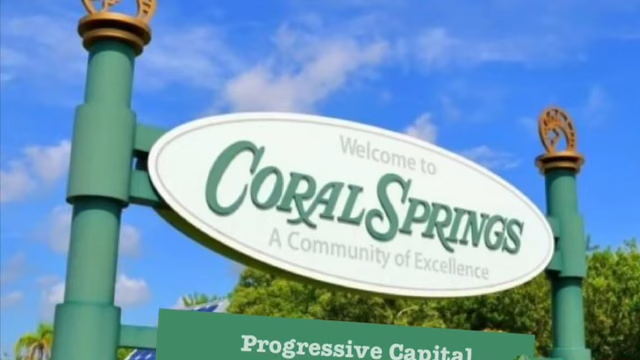 Welcome to
CORAL SPRINGS
A Community of Excellence
Progressive Capital